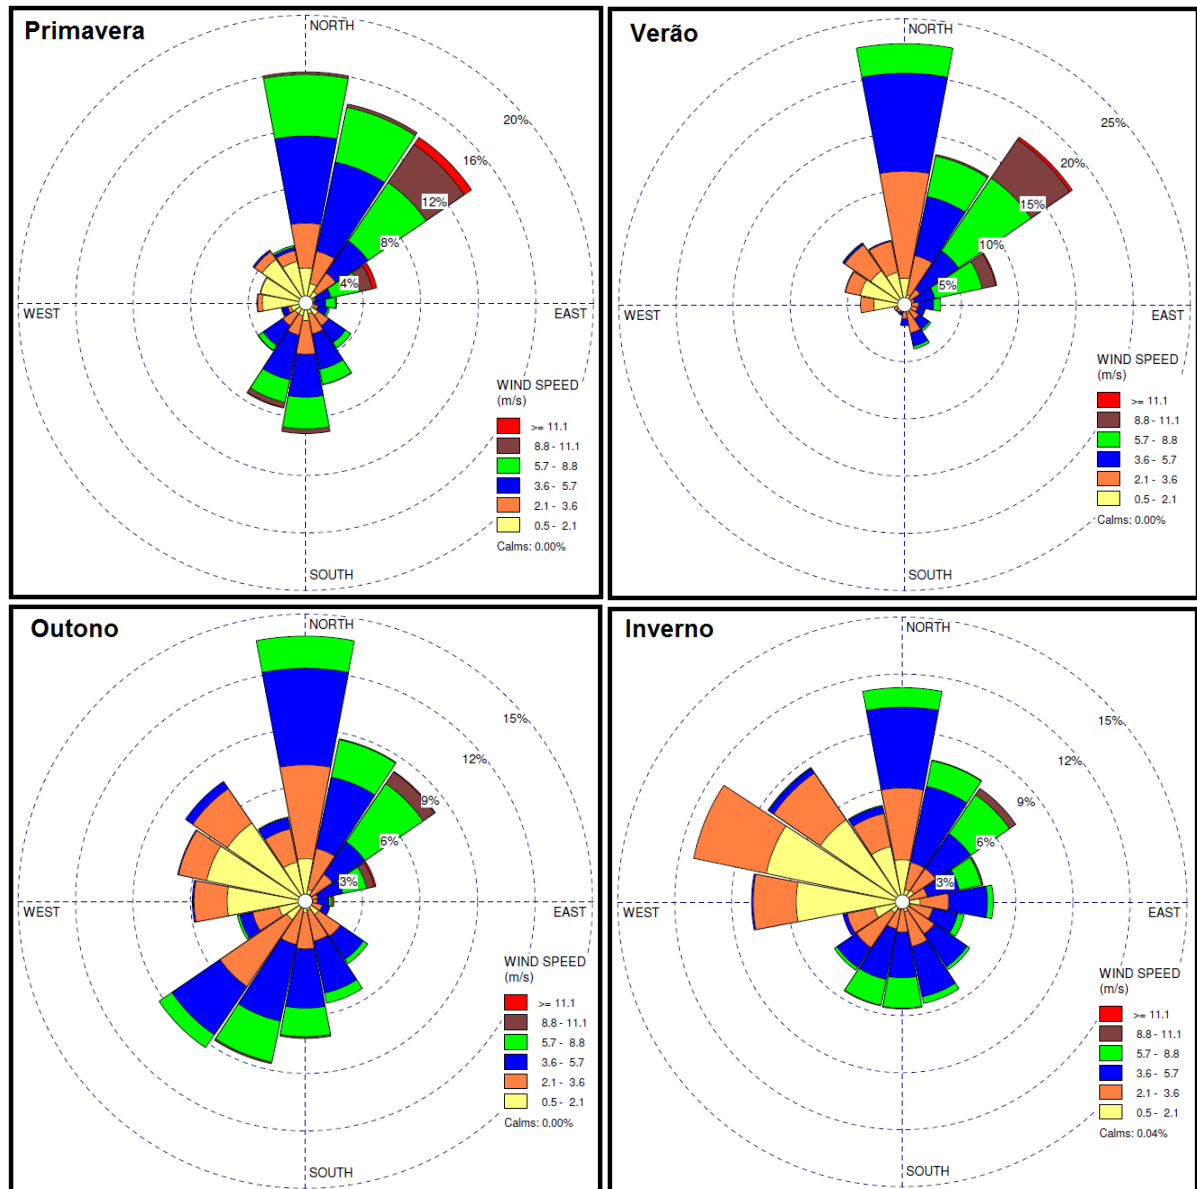 Primavera
NORTH
20%
16%
12%
8%
4%
WEST
EAST
WIND SPEED
(m/s)
>= 11.1
8.8 - 11.1
5.7 - 8.8
3.6 - 5.7
2.1 - 3.6
0.5 - 2.1
Calms: 0.00%
SOUTH
Verão
NORTH
25%
20%
15%
10%
5%
WEST
EAST
WIND SPEED
(m/s)
>= 11.1
8.8 - 11.1
5.7 - 8.8
3.6 - 5.7
2.1 - 3.6
0.5 - 2.1
Calms: 0.00%
SOUTH
Outono
NORTH
15%
12%
9%
6%
3%
WEST
EAST
WIND SPEED
(m/s)
>= 11.1
8.8 - 11.1
5.7 - 8.8
3.6 - 5.7
2.1 - 3.6
0.5 - 2.1
Calms: 0.00%
SOUTH
Inverno
NORTH
15%
12%
9%
6%
3%
WEST
EAST
WIND SPEED
(m/s)
>= 11.1
8.8 - 11.1
5.7 - 8.8
3.6 - 5.7
2.1 - 3.6
0.5 - 2.1
Calms: 0.04%
SOUTH